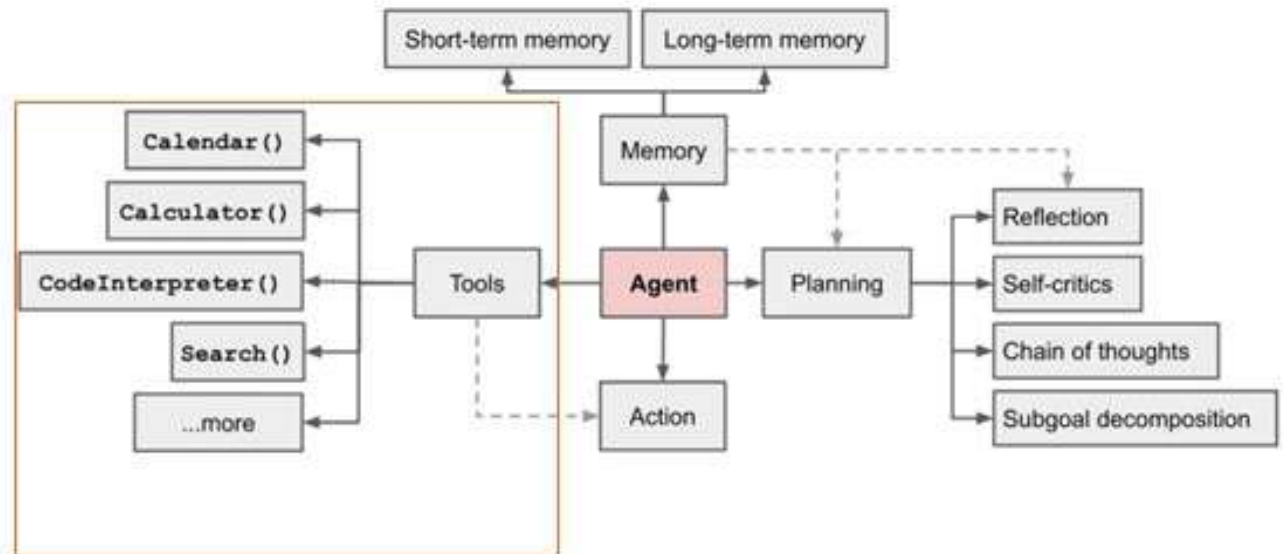 Short-term memory
Long-term memory
Calendar()
Memory
Calculator()
Reflection
CodeInterpreter()
Tools
Agent
Planning
Self-critics
Search()
Chain of thoughts
...more
Action
Subgoal decomposition